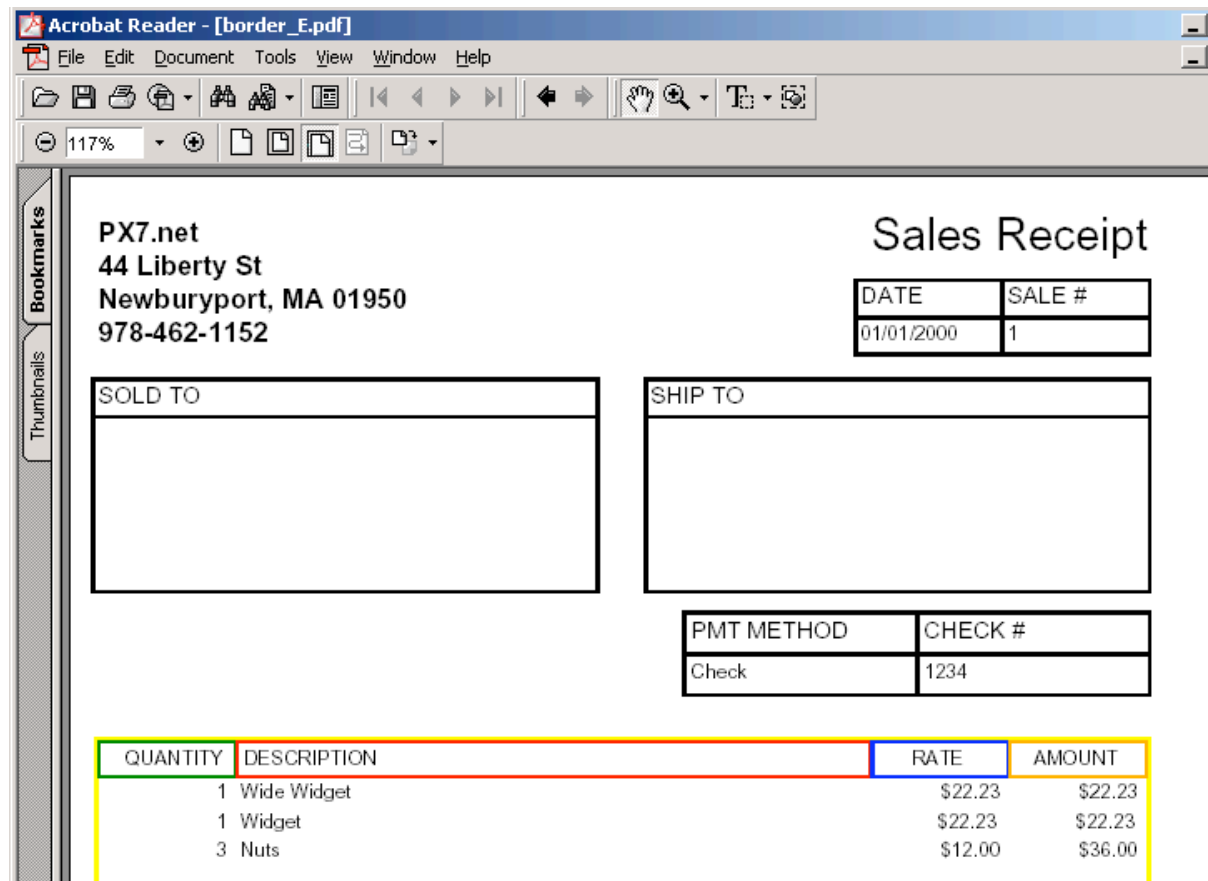 Acrobat Reader - [border_E.pdf]
File Edit Document Tools View Window Help
117%
Bookmarks
Thumbnails
PX7.net
44 Liberty St
Newburyport, MA 01950
978-462-1152
Sales Receipt
DATE SALE #
01/01/2000 1
SOLD TO SHIP TO
PMT METHOD CHECK #
Check 1234
QUANTITY DESCRIPTION RATE AMOUNT
1 Wide Widget $22.23 $22.23
1 Widget $22.23 $22.23
3 Nuts $12.00 $36.00